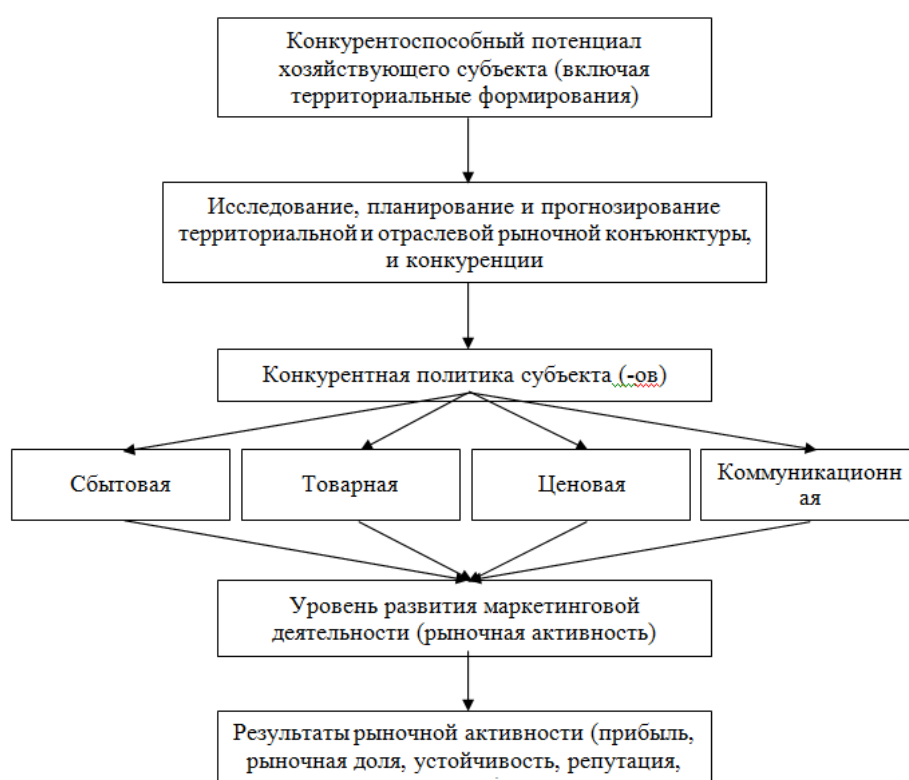 Конкурентоспособный потенциал
хозяйствующего субъекта (включая
территориальные формирования)
Исследование, планирование и прогнозирование
территориальной и отраслевой рыночной конъюнктуры,
и конкуренции
Конкурентная политика субъекта (-ов)
Сбытовая
Товарная
Ценовая
Коммуникационн
ая
Уровень развития маркетинговой
деятельности (рыночная активность)
Результаты рыночной активности (прибыль,
рыночная доля, устойчивость, репутация,